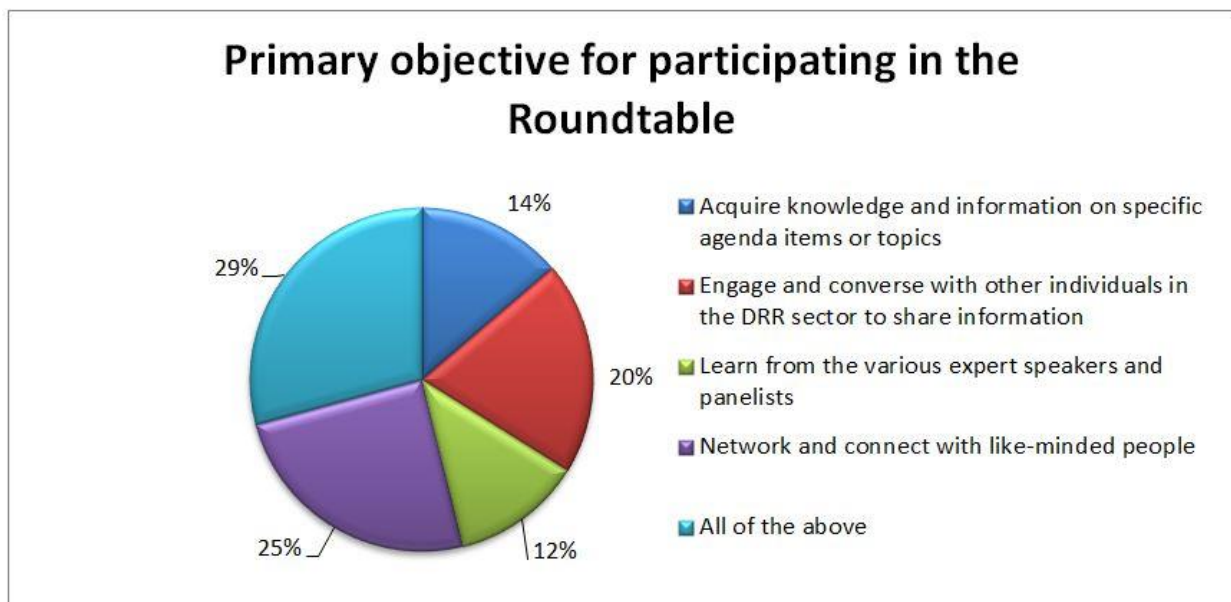 Primary objective for participating in the
Roundtable
14%
20%
12%
25%
29%
Acquire knowledge and information on specific
agenda items or topics
Engage and converse with other individuals in
the DRR sector to share information
Learn from the various expert speakers and
panelists
Network and connect with like-minded people
All of the above